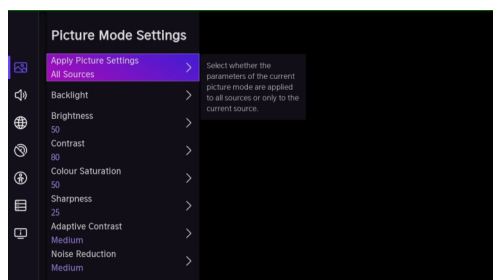 Picture Mode Settings
Apply Picture Settings
All Sources
Select whether the
parameters of the current
picture mode are applied
to all sources or only to the
current source.
Backlight
Brightness
50
Contrast
80
Colour Saturation
50
Sharpness
25
Adaptive Contrast
Medium
Noise Reduction
Medium